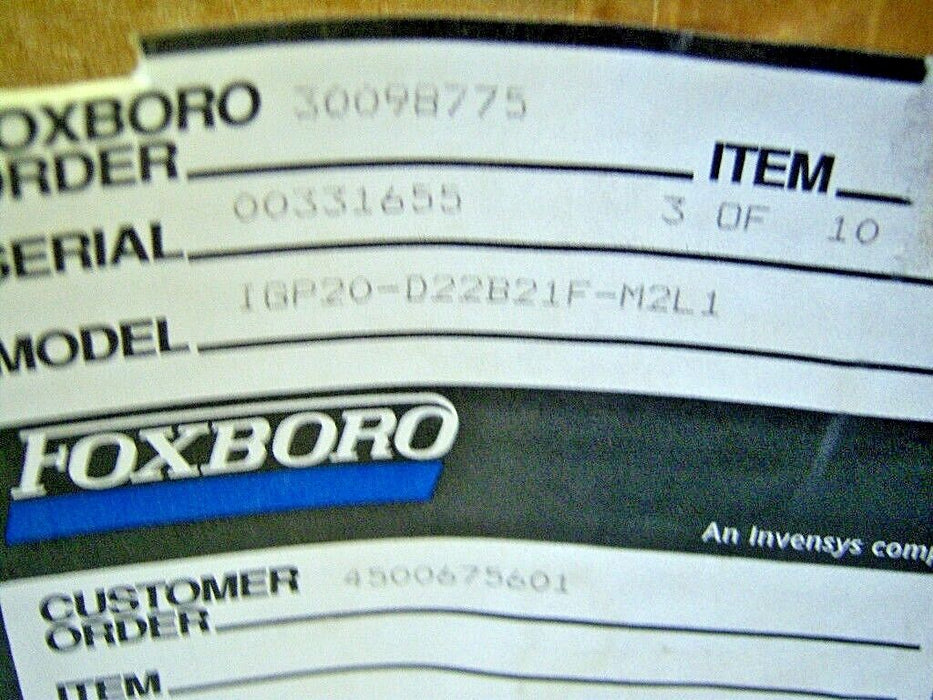 OXBORO 30098775
ORDER ITEM
00331655 3 OF 10
SERIAL
IGP20-D22B21F-M2L1
MODEL
FOXBORO
An Invensys comp
CUSTOMER 4500675601
ORDER
ITEM